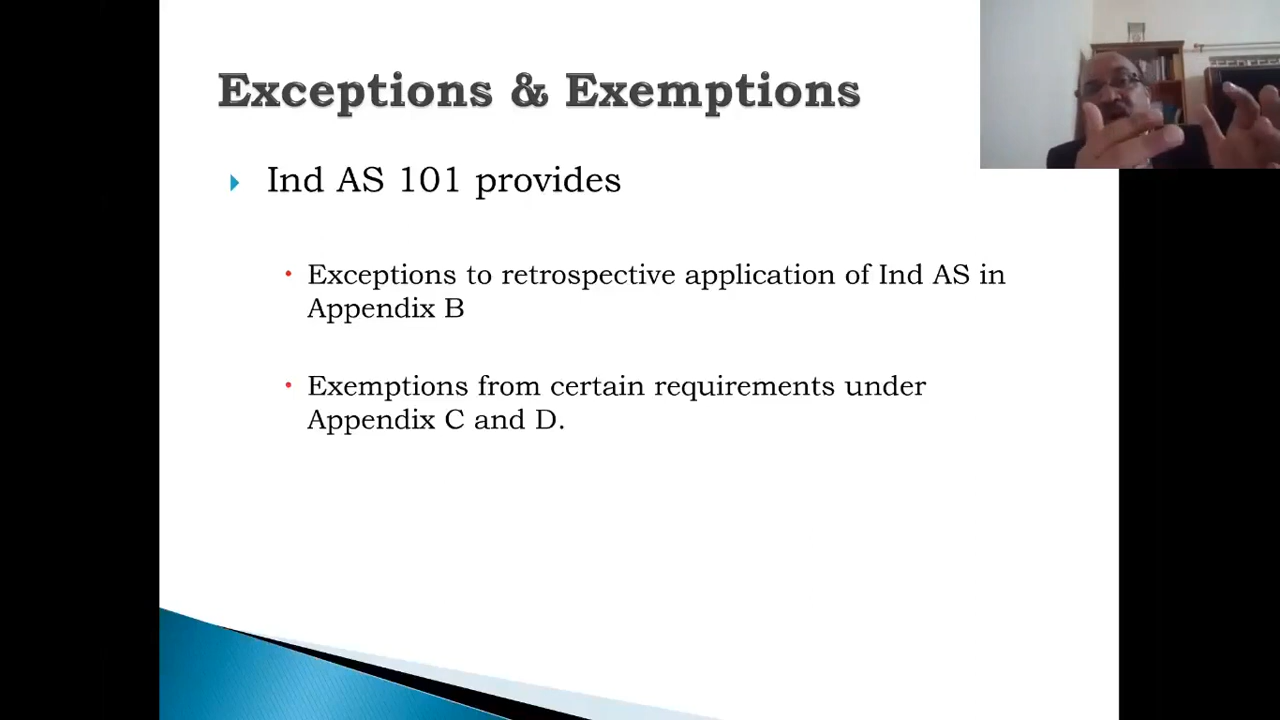 Exceptions & Exemptions
Ind AS 101 provides
Exceptions to retrospective application of Ind AS in
Appendix B
Exemptions from certain requirements under
Appendix C and D.